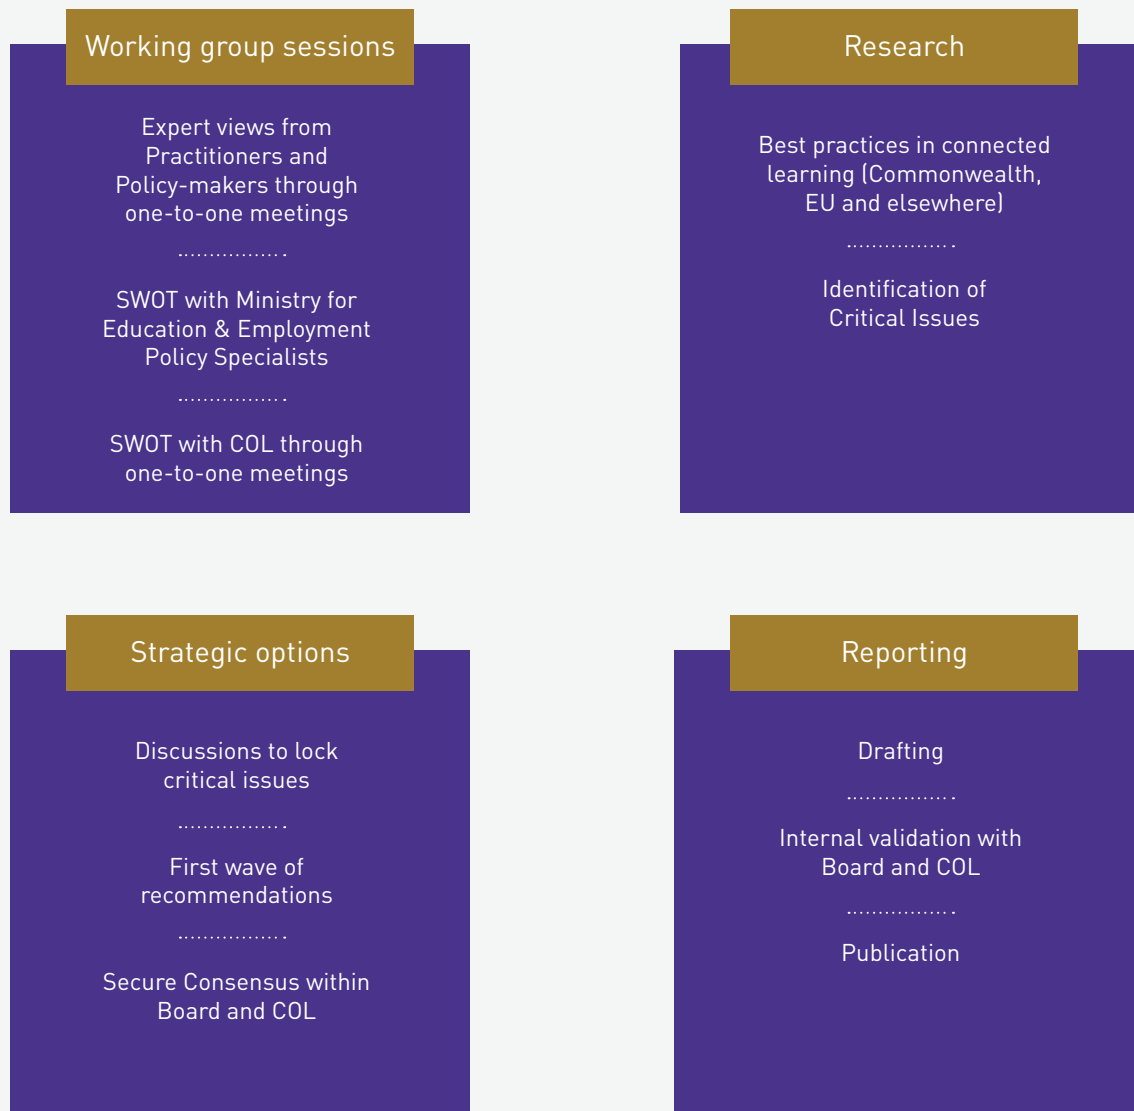 Working group sessions
Expert views from
Practitioners and
Policy-makers through
one-to-one meetings
SWOT with Ministry for
Education & Employment
Policy Specialists
SWOT with COL through
one-to-one meetings
Research
Best practices in connected
learning (Commonwealth,
EU and elsewhere)
Identification of
Critical Issues
Strategic options
Discussions to lock
critical issues
First wave of
recommendations
Secure Consensus within
Board and COL
Reporting
Drafting
Internal validation with
Board and COL
Publication